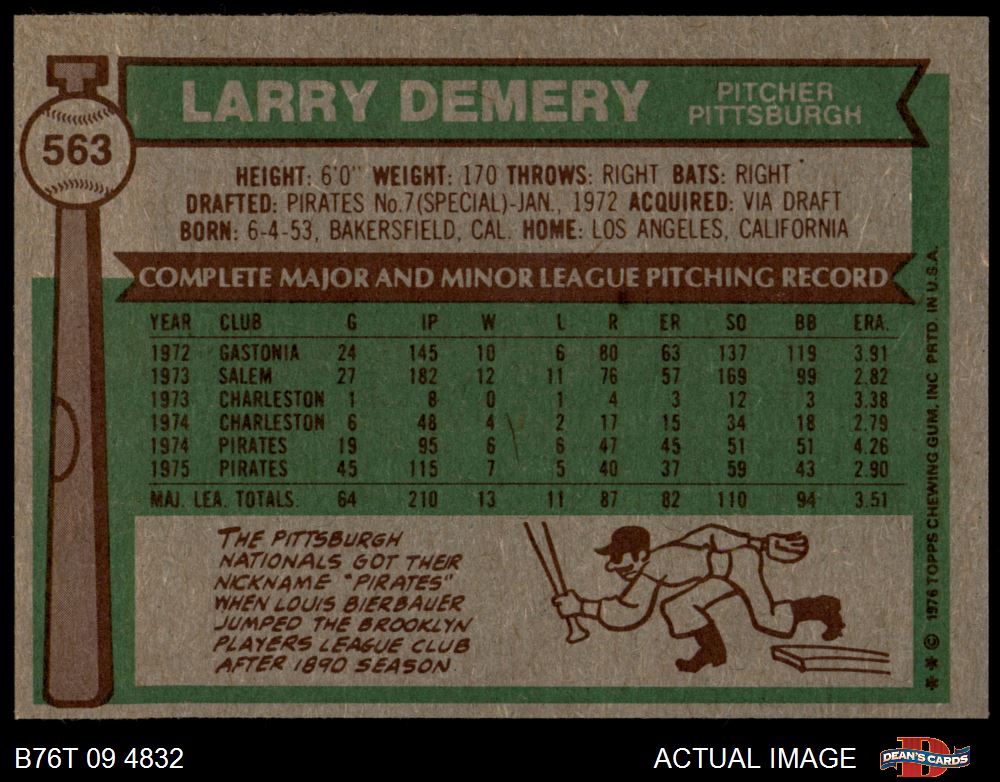 563
LARRY DEMERY PITCHER
PITTSBURGH
HEIGHT: 6'0" WEIGHT: 170 THROWS: RIGHT BATS: RIGHT
DRAFTED: PIRATES No.7(SPECIAL)-JAN., 1972 ACQUIRED: VIA DRAFT
BORN: 6-4-53, BAKERSFIELD, CAL. HOME: LOS ANGELES, CALIFORNIA
COMPLETE MAJOR AND MINOR LEAGUE PITCHING RECORD
YEAR CLUB G IP W L R ER SO BB ERA.
1972 GASTONIA 24 145 10 6 80 63 137 119 3.91
1973 SALEM 27 182 12 11 76 57 169 99 2.82
1973 CHARLESTON 1 8 0 1 4 3 12 3 3.38
1974 CHARLESTON 6 48 4 2 17 15 34 18 2.79
1974 PIRATES 19 95 6 6 47 45 51 51 4.26
1975 PIRATES 45 115 7 5 40 37 59 43 2.90
MAJ. LEA. TOTALS. 64 210 13 11 87 82 110 94 3.51
THE PITTSBURGH
NATIONALS GOT THEIR
NICKNAME "PIRATES"
WHEN LOUIS BIERBAUER
JUMPED THE BROOKLYN
PLAYERS LEAGUE CLUB
AFTER 1890 SEASON
* * © 1976 TOPPS CHEWING GUM, INC PRTD. IN U.S.A.
B76T 09 4832 ACTUAL IMAGE DEAN'S CARDS